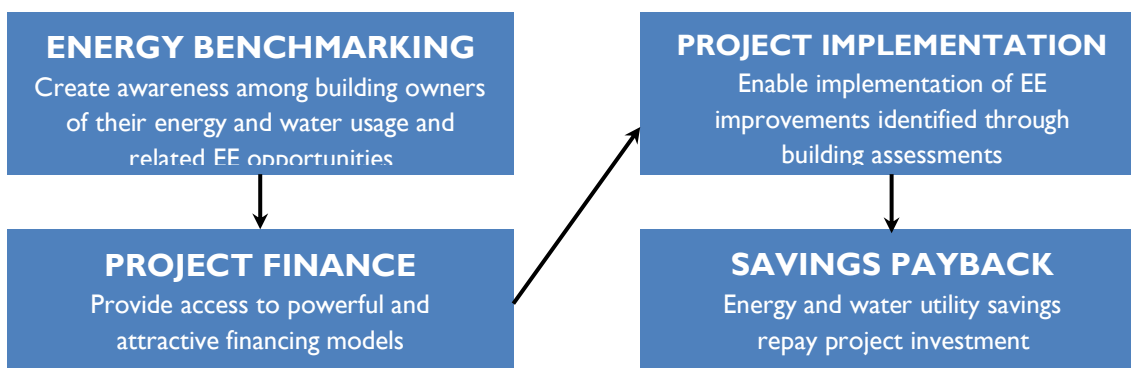 ENERGY BENCHMARKING
Create awareness among building owners
of their energy and water usage and
related EE opportunities
PROJECT FINANCE
Provide access to powerful and
attractive financing models
PROJECT IMPLEMENTATION
Enable implementation of EE
improvements identified through
building assessments
SAVINGS PAYBACK
Energy and water utility savings
repay project investment